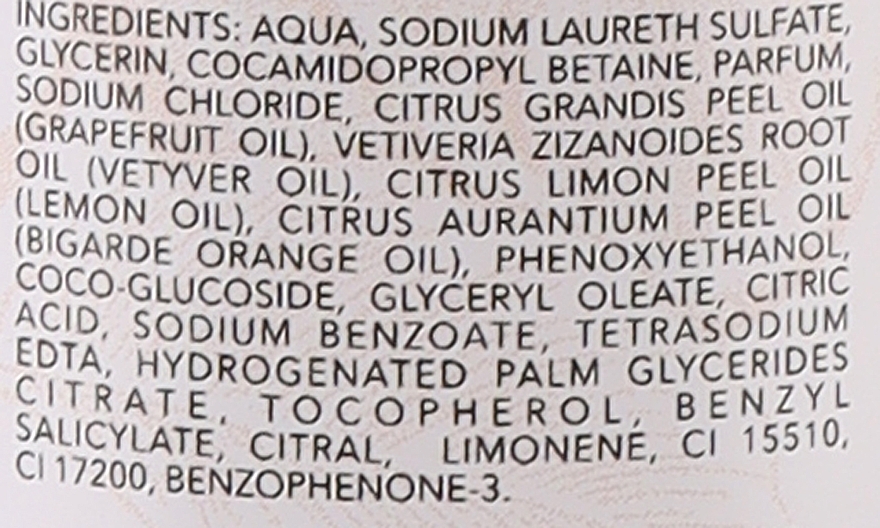 INGREDIENTS: AQUA, SODIUM LAURETH SULFATE,
GLYCERIN, COCAMIDOPROPYL BETAINE, PARFUM,
SODIUM CHLORIDE, CITRUS GRANDIS PEEL OIL
(GRAPEFRUIT OIL), VETIVERIA ZIZANOIDES ROOT
OIL (VETYVER OIL), CITRUS LIMON PEEL OIL
(LEMON OIL), CITRUS AURANTIUM PEEL OIL
(BIGARDE ORANGE OIL), PHENOXYETHANOL,
COCO-GLUCOSIDE, GLYCERYL OLEATE, CITRIC
ACID, SODIUM BENZOATE, TETRASODIUM
EDTA, HYDROGENATED PALM GLYCERIDES
CITRATE, TOCOPHEROL, BENZYL
SALICYLATE, CITRAL, LIMONENE, CI 15510,
CI 17200, BENZOPHENONE-3.